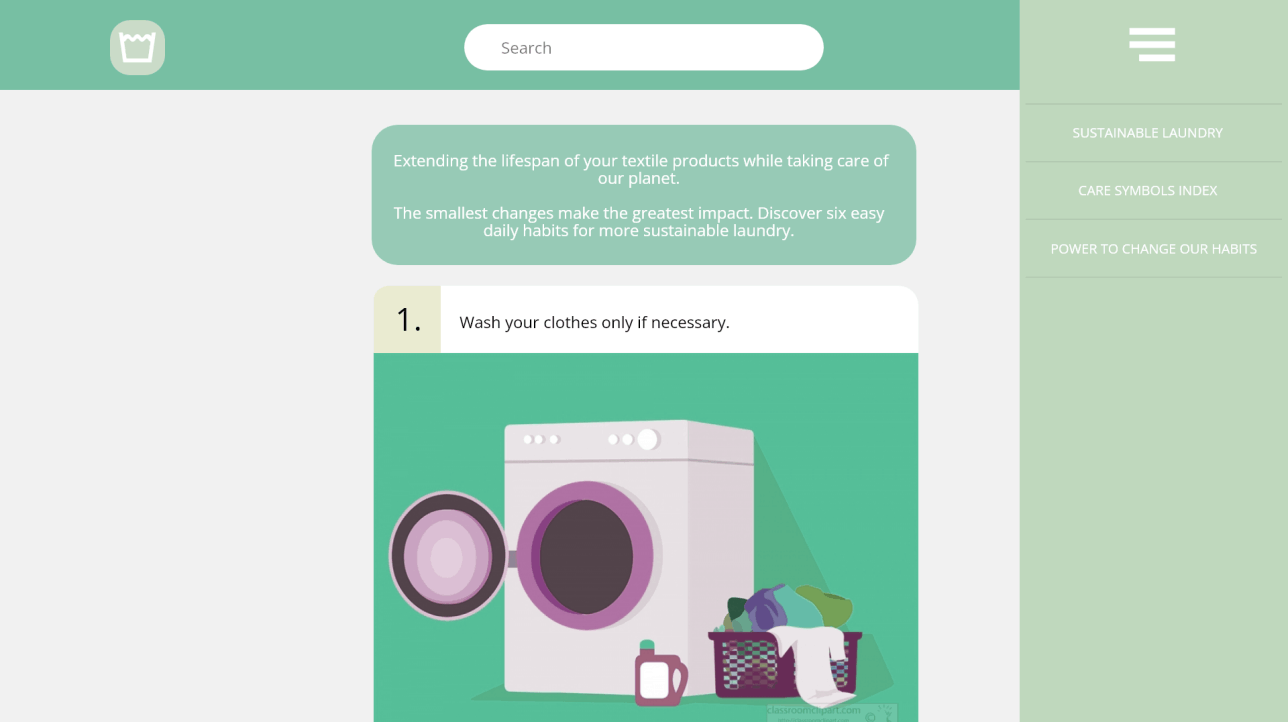 Search
SUSTAINABLE LAUNDRY
CARE SYMBOLS INDEX
POWER TO CHANGE OUR HABITS
Extending the lifespan of your textile products while taking care of
our planet.
The smallest changes make the greatest impact. Discover six easy
daily habits for more sustainable laundry.
1.
Wash your clothes only if necessary.
classroomclipart.com